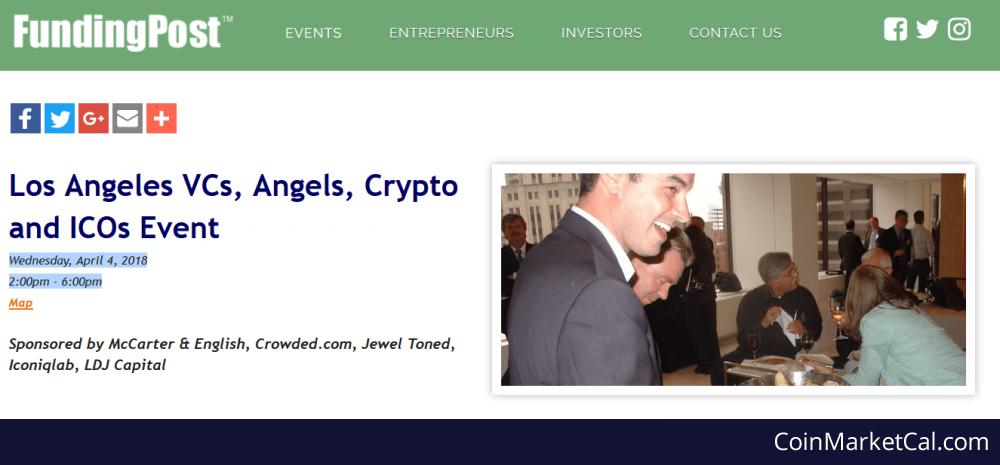 FundingPost™
EVENTS ENTREPRENEURS INVESTORS CONTACT US
Los Angeles VCs, Angels, Crypto
and ICOs Event
Wednesday, April 4, 2018
2:00pm - 6:00pm
Map
Sponsored by McCarter & English, Crowded.com, Jewel Toned,
Iconiqlab, LDJ Capital
CoinMarketCal.com